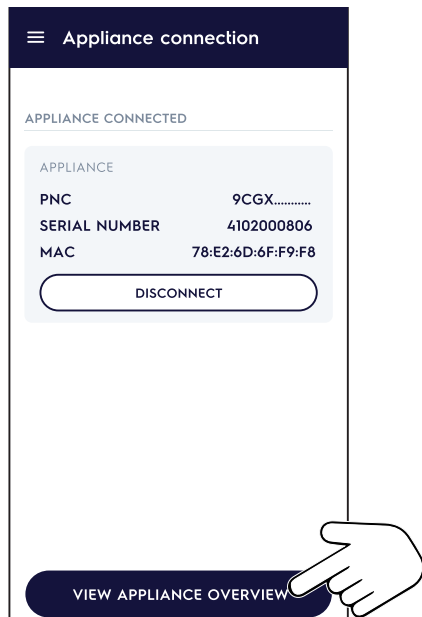 Appliance connection
APPLIANCE CONNECTED
APPLIANCE
PNC 9CGX...........
SERIAL NUMBER 4102000806
MAC 78:E2:6D:6F:F9:F8
DISCONNECT
VIEW APPLIANCE OVERVIEW